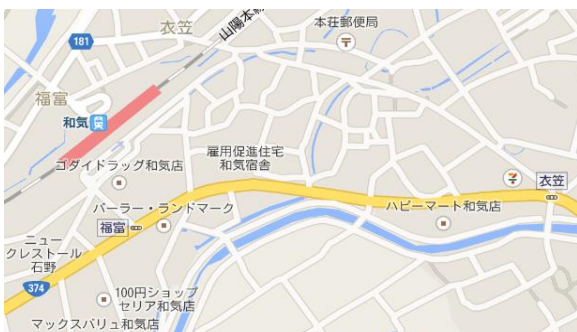 本荘郵便局
山陽本線
衣笠
181
福富
和気
雇用促進住宅
和気宿舎
ゴダイドラッグ和気店
衣笠
パーラー・ランドマーク
ハピーマート和気店
福富
ニュー
クレストール
石野
374
100円ショップ
セリア和気店
マックスバリュ和気店